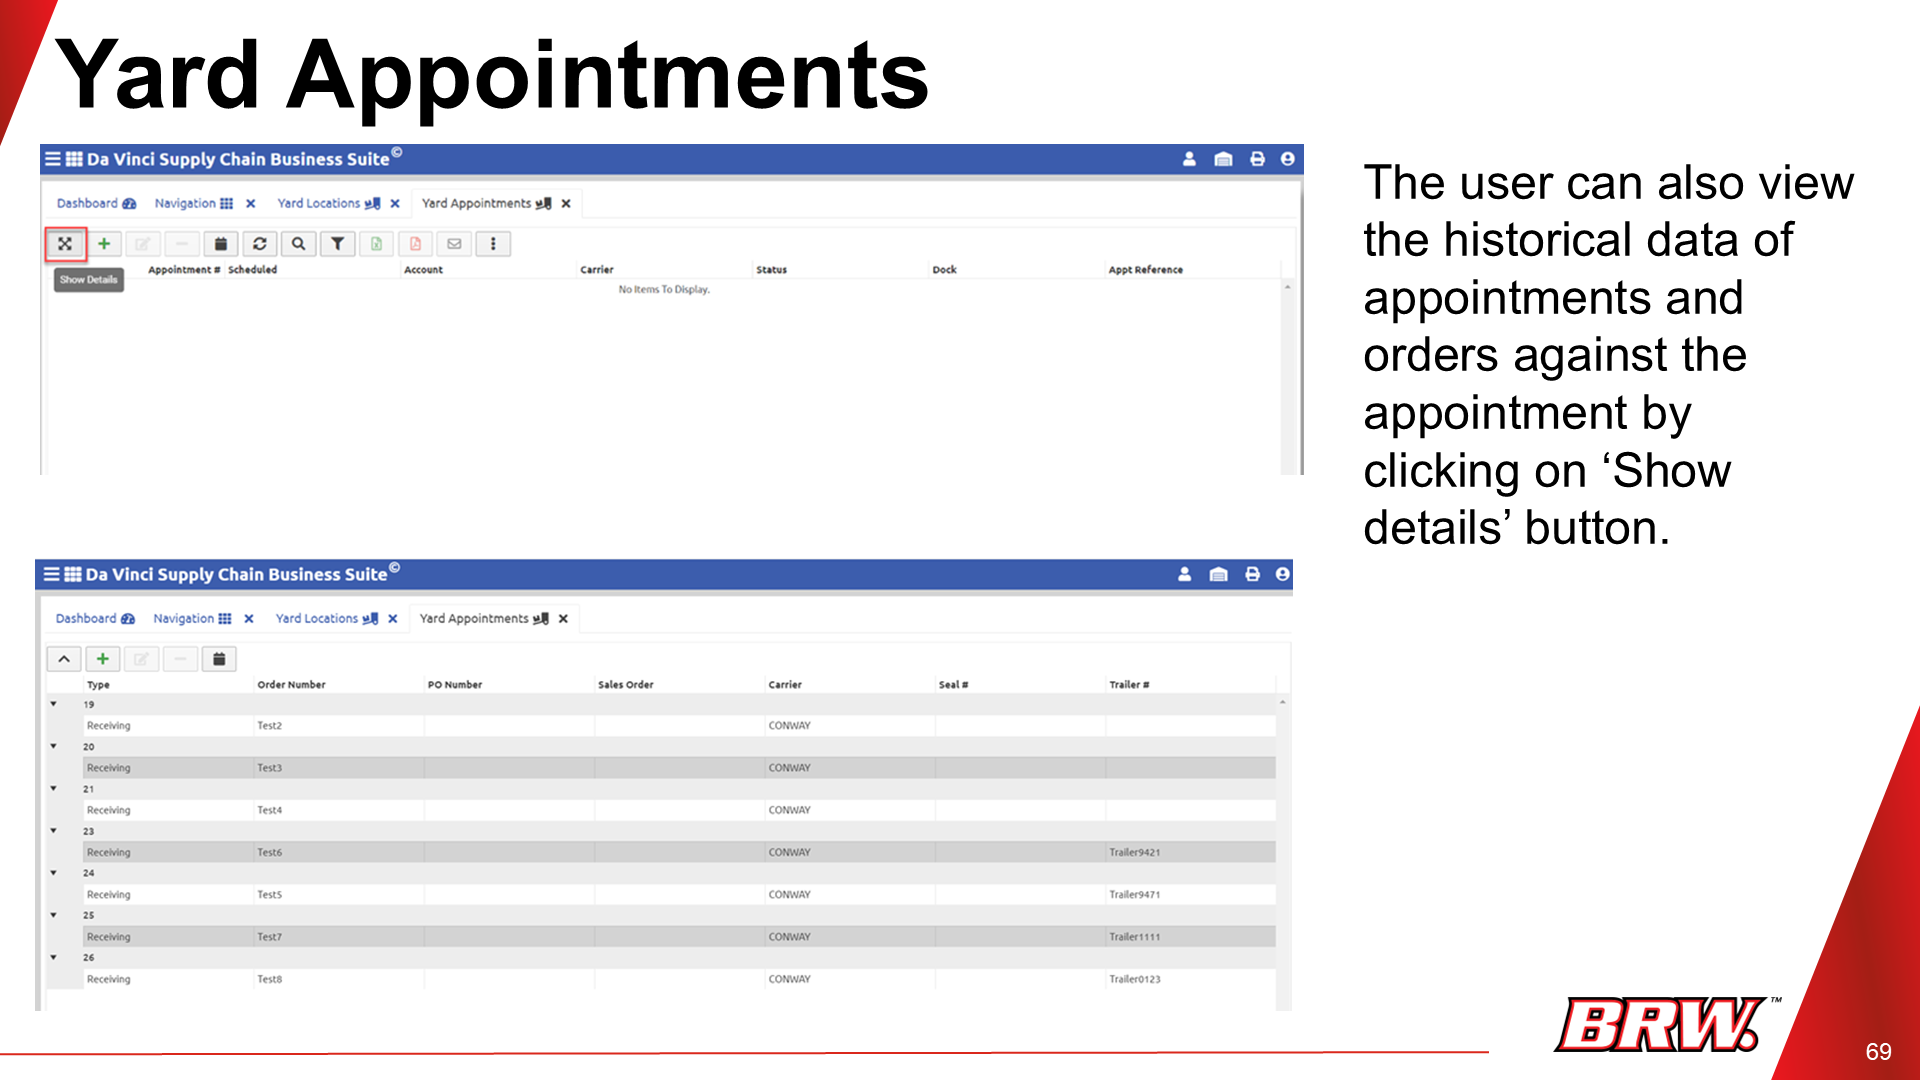 Yard Appointments
Da Vinci Supply Chain Business Suite©
Dashboard Navigation Yard Locations Yard Appointments
Show Details
Appointment # Scheduled Account Carrier Status Dock Appt Reference
No Items To Display.
The user can also view
the historical data of
appointments and
orders against the
appointment by
clicking on ‘Show
details’ button.
Da Vinci Supply Chain Business Suite©
Dashboard Navigation Yard Locations Yard Appointments
Type Order Number PO Number Sales Order Carrier Seal # Trailer #
19
Receiving Test2 CONWAY
20
Receiving Test3 CONWAY
21
Receiving Test4 CONWAY
23
Receiving Test6 CONWAY Trailer9421
24
Receiving Test5 CONWAY Trailer9471
25
Receiving Test7 CONWAY Trailer1111
26
Receiving Test8 CONWAY Trailer0123
BRW. ™
69